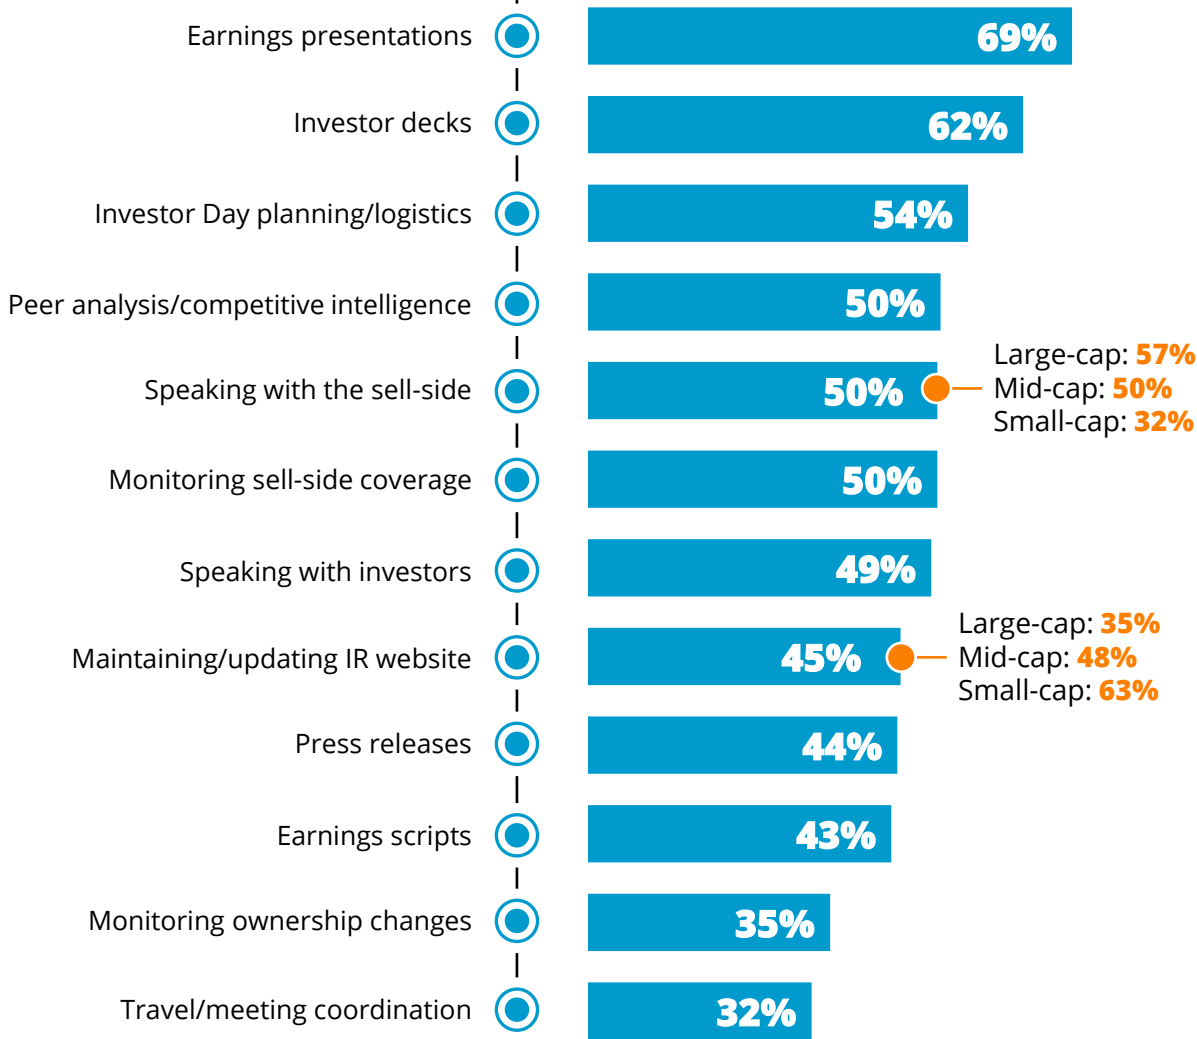 Earnings presentations 69%
Investor decks 62%
Investor Day planning/logistics 54%
Peer analysis/competitive intelligence 50%
Speaking with the sell-side 50%
Large-cap: 57%
Mid-cap: 50%
Small-cap: 32%
Monitoring sell-side coverage 50%
Speaking with investors 49%
Maintaining/updating IR website 45%
Large-cap: 35%
Mid-cap: 48%
Small-cap: 63%
Press releases 44%
Earnings scripts 43%
Monitoring ownership changes 35%
Travel/meeting coordination 32%